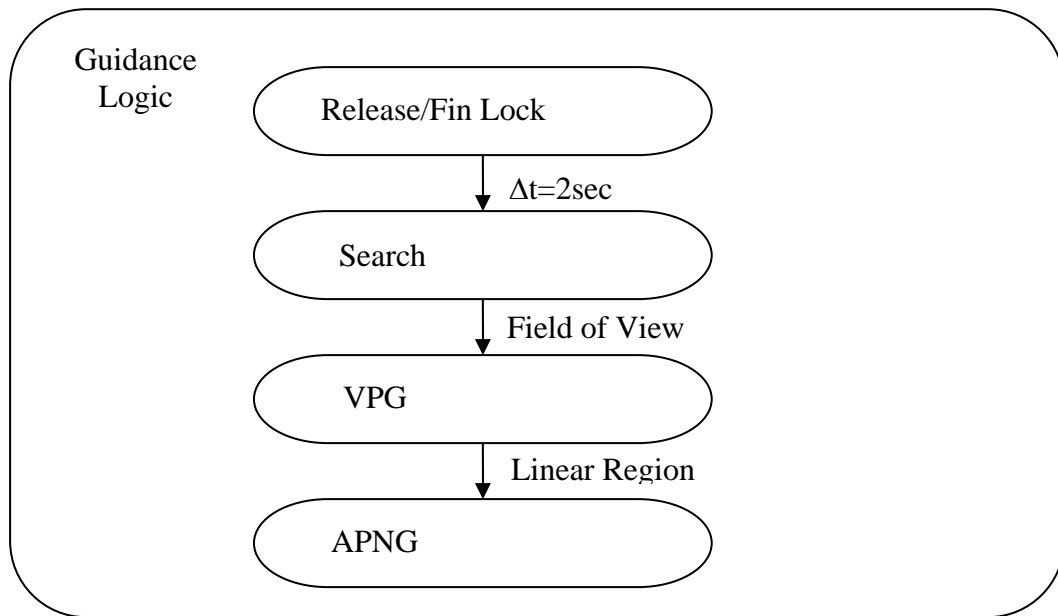 Guidance
Logic
Release/Fin Lock
Δt=2sec
Search
Field of View
VPG
Linear Region
APNG